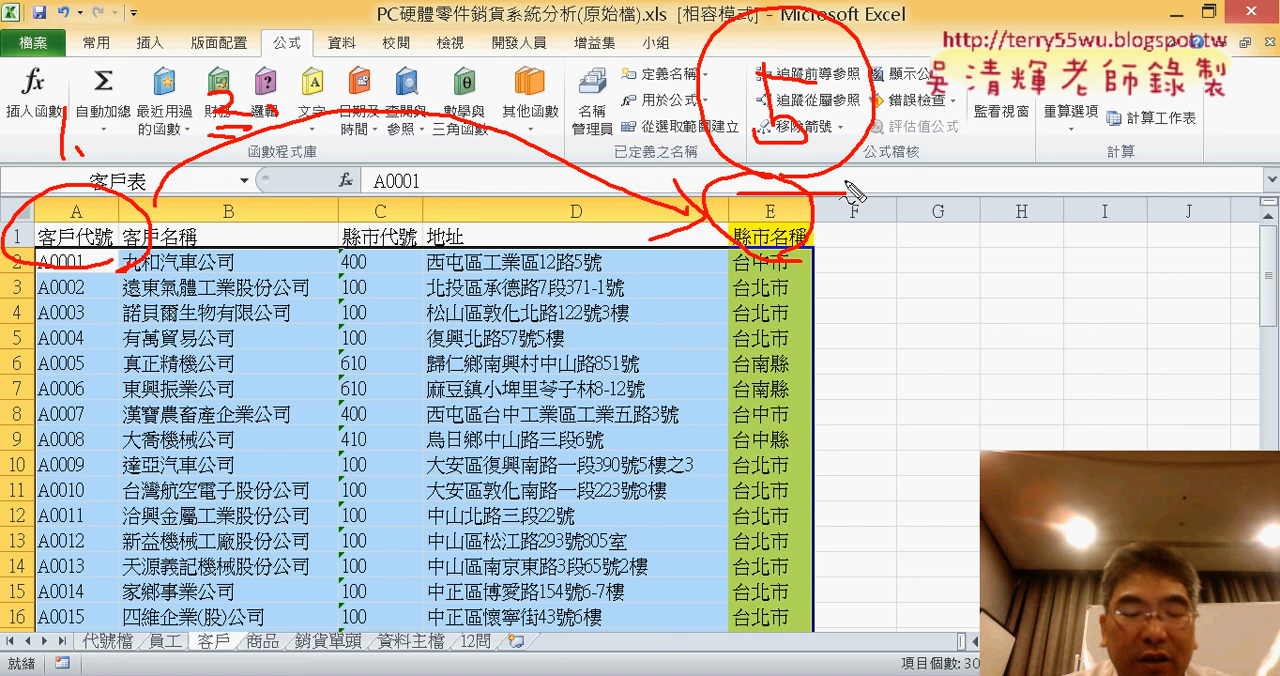 PC硬體零件銷貨系統分析(原始檔).xls [相容模式] - Microsoft Excel
檔案 常用 插入 版面配置 公式 資料 校閱 檢視 開發人員 增益集 小組
http://terry55wu.blogspot.tw
吳清輝老師錄製
插入函數 自動加總 最近用過的函數 財務 邏輯 文字 日期及時間 查閱與參照 數學與三角函數 其他函數
名稱管理員 定義名稱 用於公式 從選取範圍建立
追蹤前導參照 追蹤從屬參照 移除箭號 顯示公 錯誤檢查 評估值公式
監看視窗 重算選項 計算工作表
函數程式庫 已定義之名稱 公式稽核 計算
1. 2 5
客戶表 fx A0001
A B C D E F G H I J
1 客戶代號 客戶名稱 縣市代號 地址 縣市名稱
2 A0001 九和汽車公司 400 西屯區工業區12路5號 台中市
3 A0002 遠東氣體工業股份公司 100 北投區承德路7段371-1號 台北市
4 A0003 諾貝爾生物有限公司 100 松山區敦化北路122號3樓 台北市
5 A0004 有萬貿易公司 100 復興北路57號5樓 台北市
6 A0005 真正精機公司 610 歸仁鄉南興村中山路851號 台南縣
7 A0006 東興振業公司 610 麻豆鎮小埤里苓子林8-12號 台南縣
8 A0007 漢寶農畜產企業公司 400 西屯區台中工業區工業五路3號 台中市
9 A0008 大喬機械公司 410 烏日鄉中山路三段6號 台中縣
10 A0009 達亞汽車公司 100 大安區復興南路一段390號5樓之3 台北市
11 A0010 台灣航空電子股份公司 100 大安區敦化南路一段223號8樓 台北市
12 A0011 洽興金屬工業股份公司 100 中山北路三段22號 台北市
13 A0012 新益機械工廠股份公司 100 中山區松江路293號805室 台北市
14 A0013 天源義記機械股份公司 100 中山區南京東路3段65號2樓 台北市
15 A0014 家鄉事業公司 100 中正區博愛路154號6-7樓 台北市
16 A0015 四維企業(股)公司 100 中正區懷寧街43號6樓 台北市
代號檔 員工 客戶 商品 銷貨單頭 資料主檔 12問
就緒 項目個數: 30